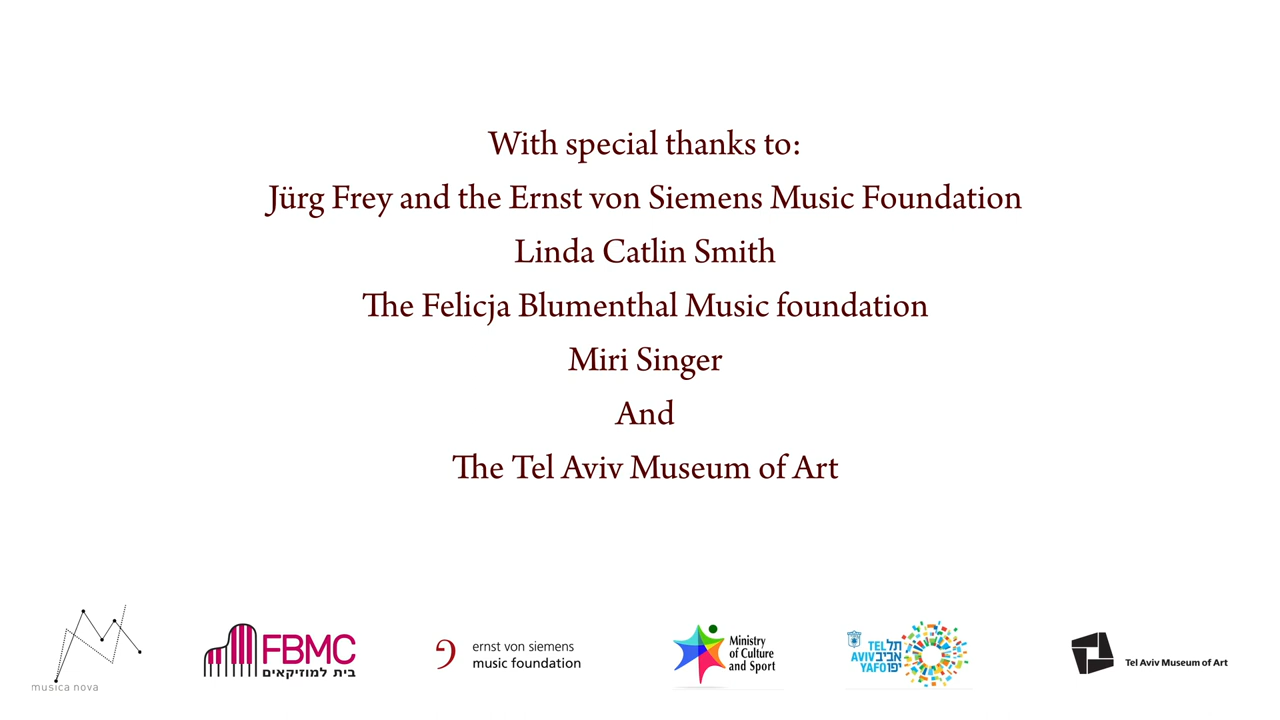 With special thanks to:
Jürg Frey and the Ernst von Siemens Music Foundation
Linda Catlin Smith
The Felicja Blumenthal Music foundation
Miri Singer
And
The Tel Aviv Museum of Art
musica nova
FBMC
בית למוזיקאים
ernst von siemens
music foundation
Ministry
of Culture
and Sport
TEL תל
AVIV אביב
YAFO יפו
Tel Aviv Museum of Art